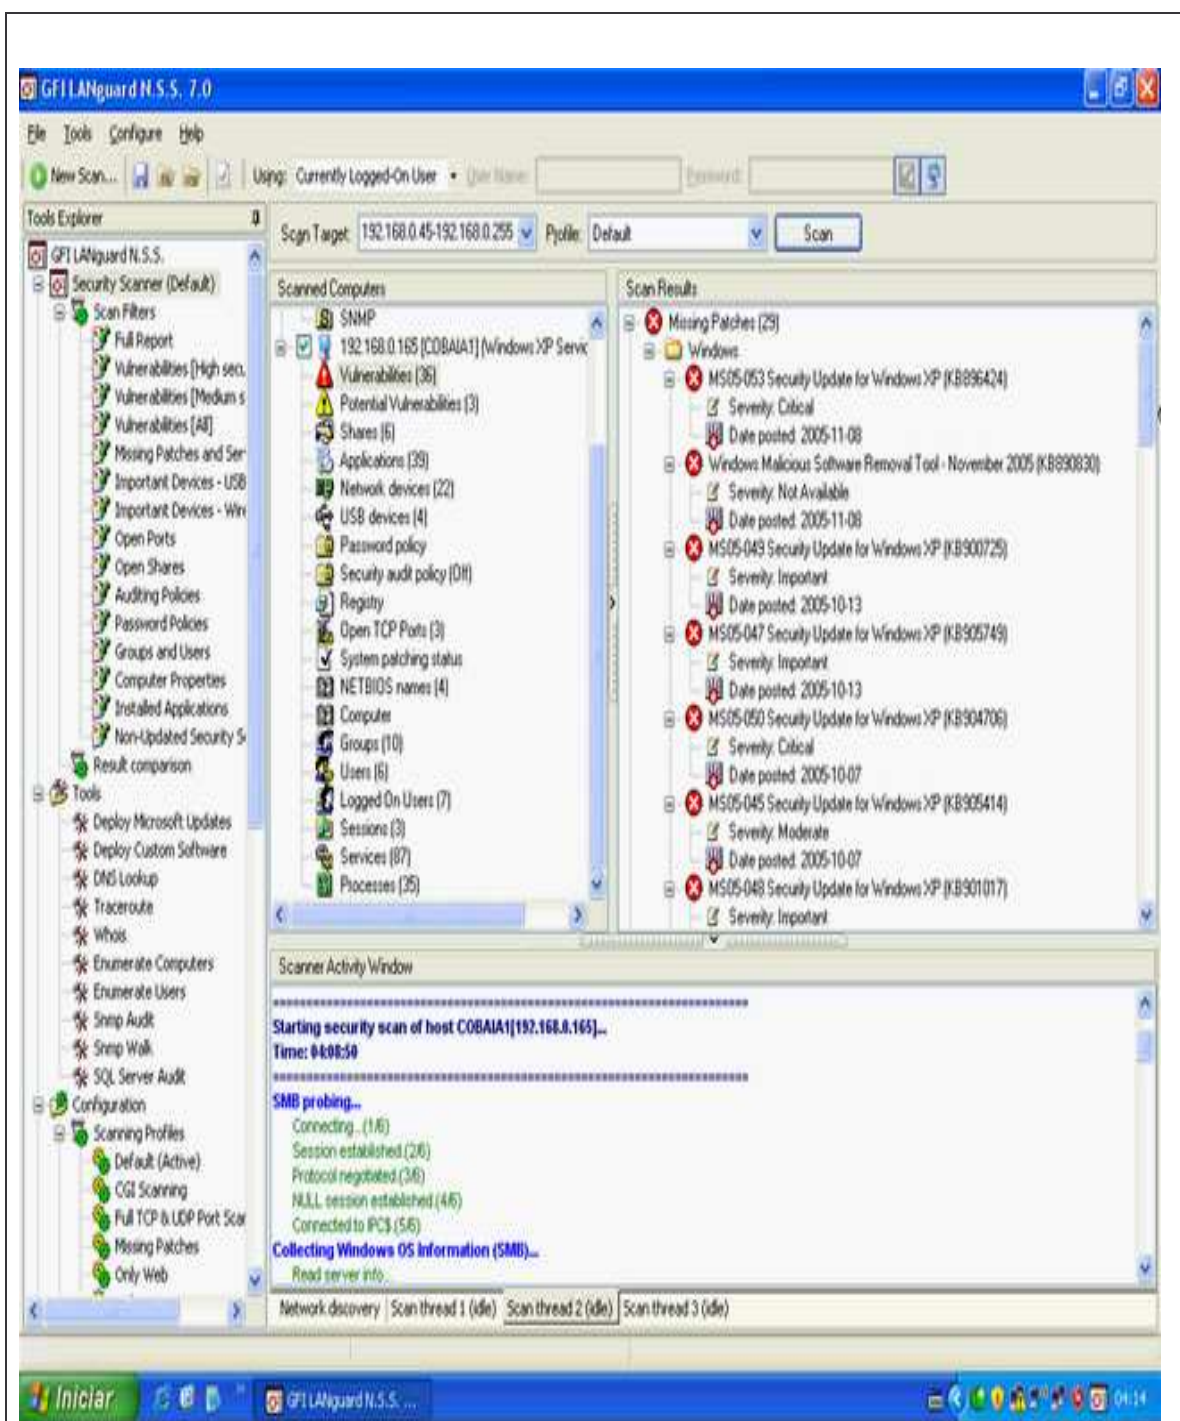 GFI LANguard N.S.S. 7.0
File Tools Configure Help
New Scan... Using: Currently Logged-On User User Name: Password:
Tools Explorer
GFI LANguard N.S.S.
Security Scanner (Default)
Scan Filters
Full Report
Vulnerabilities [High sec.
Vulnerabilities [Medium s
Vulnerabilities [All]
Missing Patches and Ser
Important Devices - USB
Important Devices - Wire
Open Ports
Open Shares
Auditing Policies
Password Policies
Groups and Users
Computer Properties
Installed Applications
Non-Updated Security S
Result comparison
Tools
Deploy Microsoft Updates
Deploy Custom Software
DNS Lookup
Traceroute
Whois
Enumerate Computers
Enumerate Users
Snmp Audit
Snmp Walk
SQL Server Audit
Configuration
Scanning Profiles
Default (Active)
CGI Scanning
Full TCP & UDP Port Scar
Missing Patches
Only Web
Scan Target: 192.168.0.45-192.168.0.255 Profile: Default Scan
Scanned Computers
SNMP
192.168.0.165 [COBAIA1] (Windows XP Servic
Vulnerabilities (36)
Potential Vulnerabilities (3)
Shares (6)
Applications (39)
Network devices (22)
USB devices (4)
Password policy
Security audit policy (Off)
Registry
Open TCP Ports (3)
System patching status
NETBIOS names (4)
Computer
Groups (10)
Users (6)
Logged On Users (7)
Sessions (3)
Services (87)
Processes (35)
Scan Results
Missing Patches (29)
Windows
MS05-053 Security Update for Windows XP (KB896424)
Severity: Critical
Date posted: 2005-11-08
Windows Malicious Software Removal Tool - November 2005 (KB890830)
Severity: Not Available
Date posted: 2005-11-08
MS05-049 Security Update for Windows XP (KB900725)
Severity: Important
Date posted: 2005-10-13
MS05-047 Security Update for Windows XP (KB905749)
Severity: Important
Date posted: 2005-10-13
MS05-050 Security Update for Windows XP (KB904706)
Severity: Critical
Date posted: 2005-10-07
MS05-045 Security Update for Windows XP (KB905414)
Severity: Moderate
Date posted: 2005-10-07
MS05-048 Security Update for Windows XP (KB901017)
Severity: Important
Scanner Activity Window
Starting security scan of host COBAIA1[192.168.0.165]...
Time: 04:08:50
SMB probing...
Connecting...(1/6)
Session established.(2/6)
Protocol negotiated.(3/6)
NULL session established.(4/6)
Connected to IPC$.(5/6)
Collecting Windows OS Information (SMB)...
Read server info...
Network discovery Scan thread 1 (idle) Scan thread 2 (idle) Scan thread 3 (idle)
Iniciar GFI LANguard N.S.S. ... 04:14